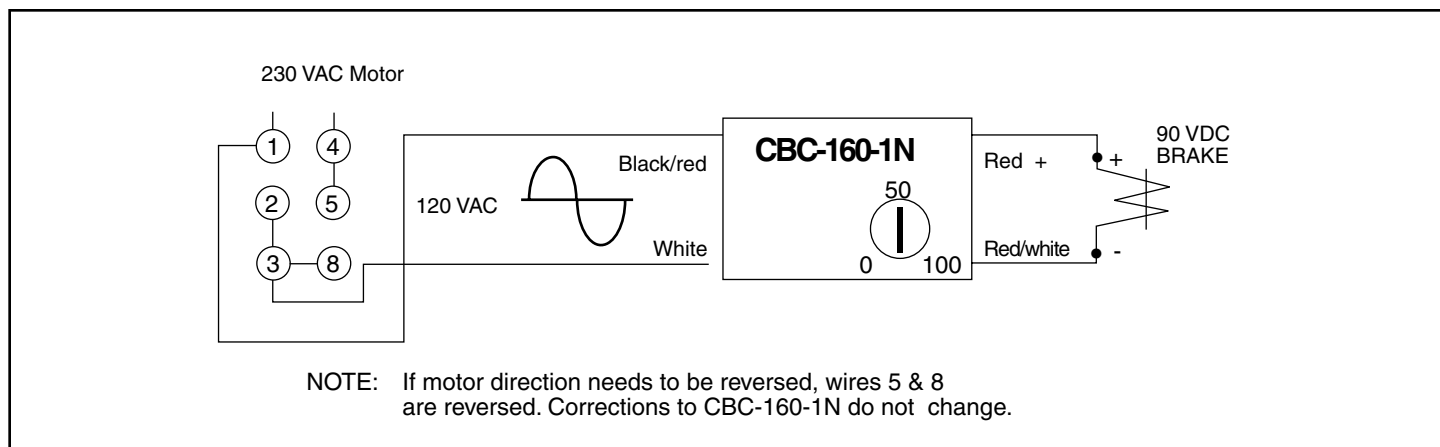 230 VAC Motor
1
4
2
5
3
8
120 VAC
Black/red
White
CBC-160-1N
50
0
100
Red +
Red/white
+
-
90 VDC
BRAKE
NOTE: If motor direction needs to be reversed, wires 5 & 8
are reversed. Corrections to CBC-160-1N do not change.